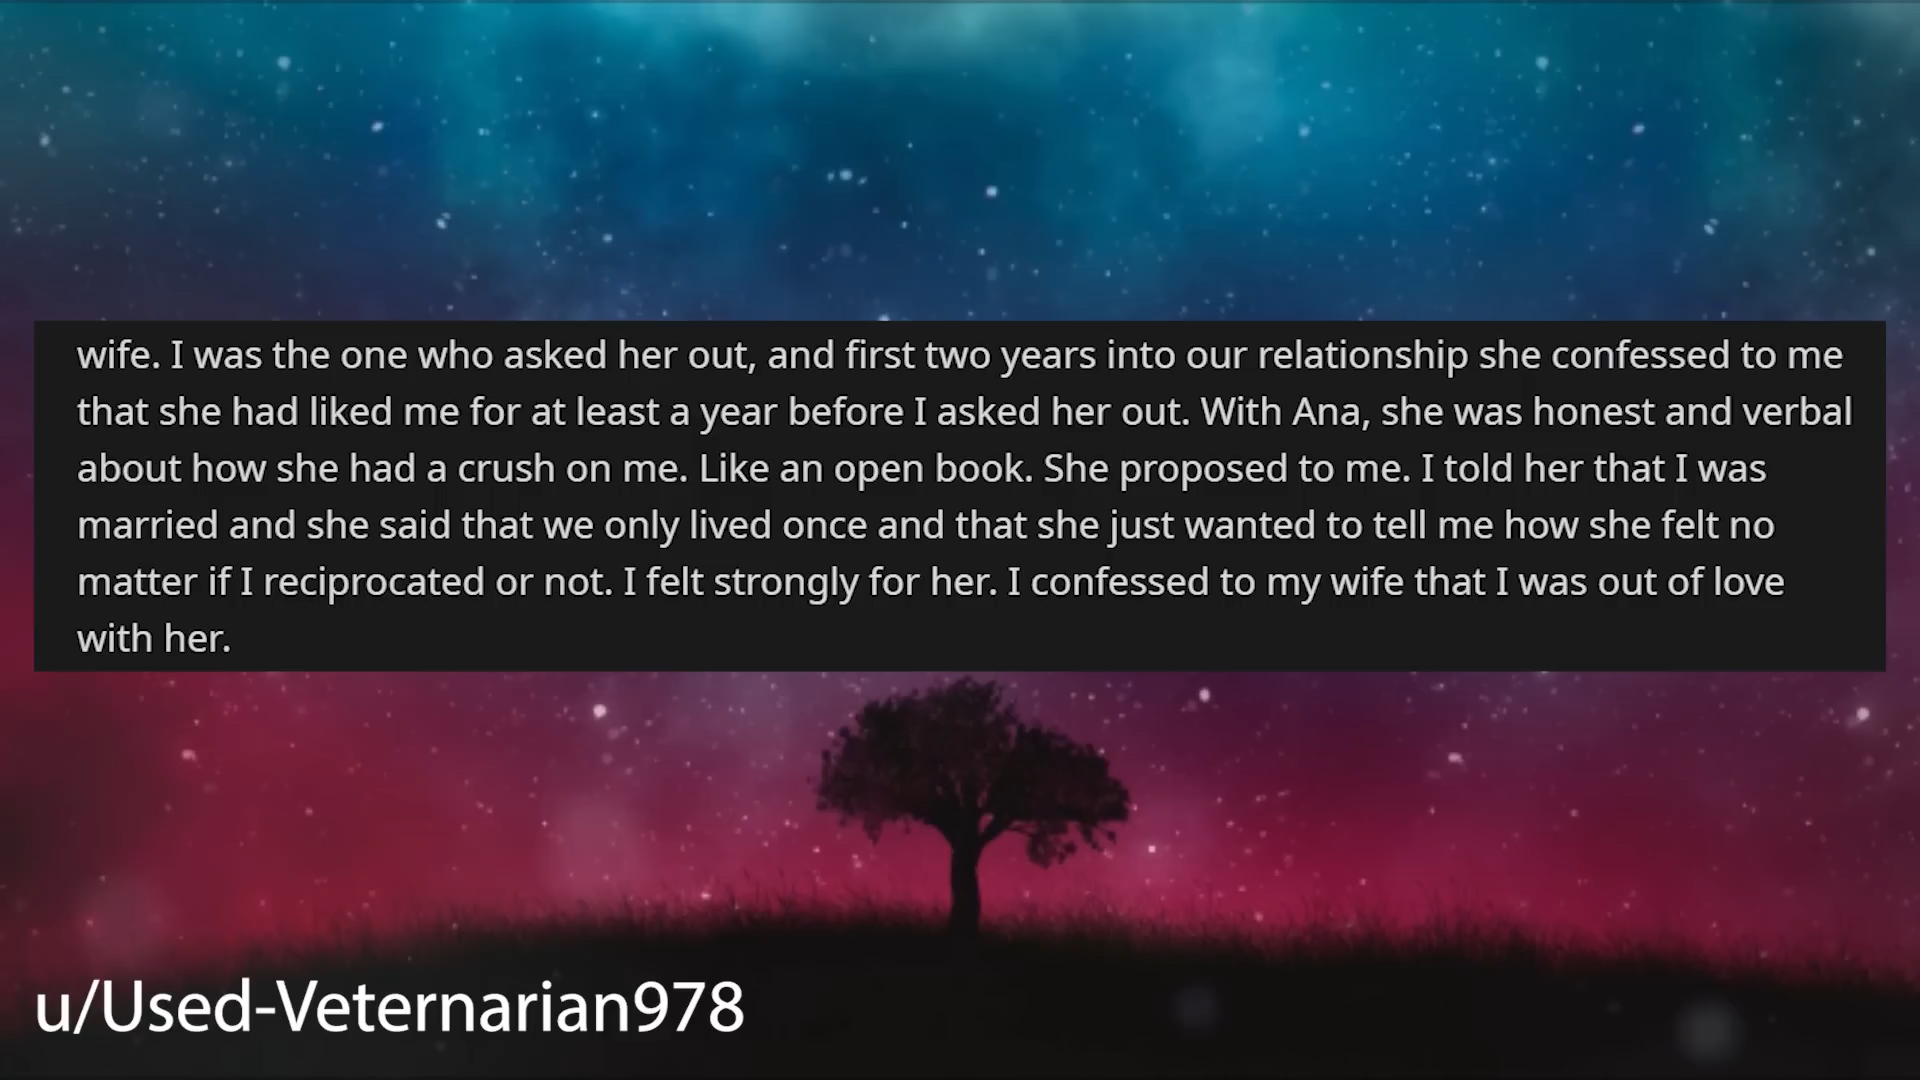 wife. I was the one who asked her out, and first two years into our relationship she confessed to me
that she had liked me for at least a year before I asked her out. With Ana, she was honest and verbal
about how she had a crush on me. Like an open book. She proposed to me. I told her that I was
married and she said that we only lived once and that she just wanted to tell me how she felt no
matter if I reciprocated or not. I felt strongly for her. I confessed to my wife that I was out of love
with her.
u/Used-Veternarian978